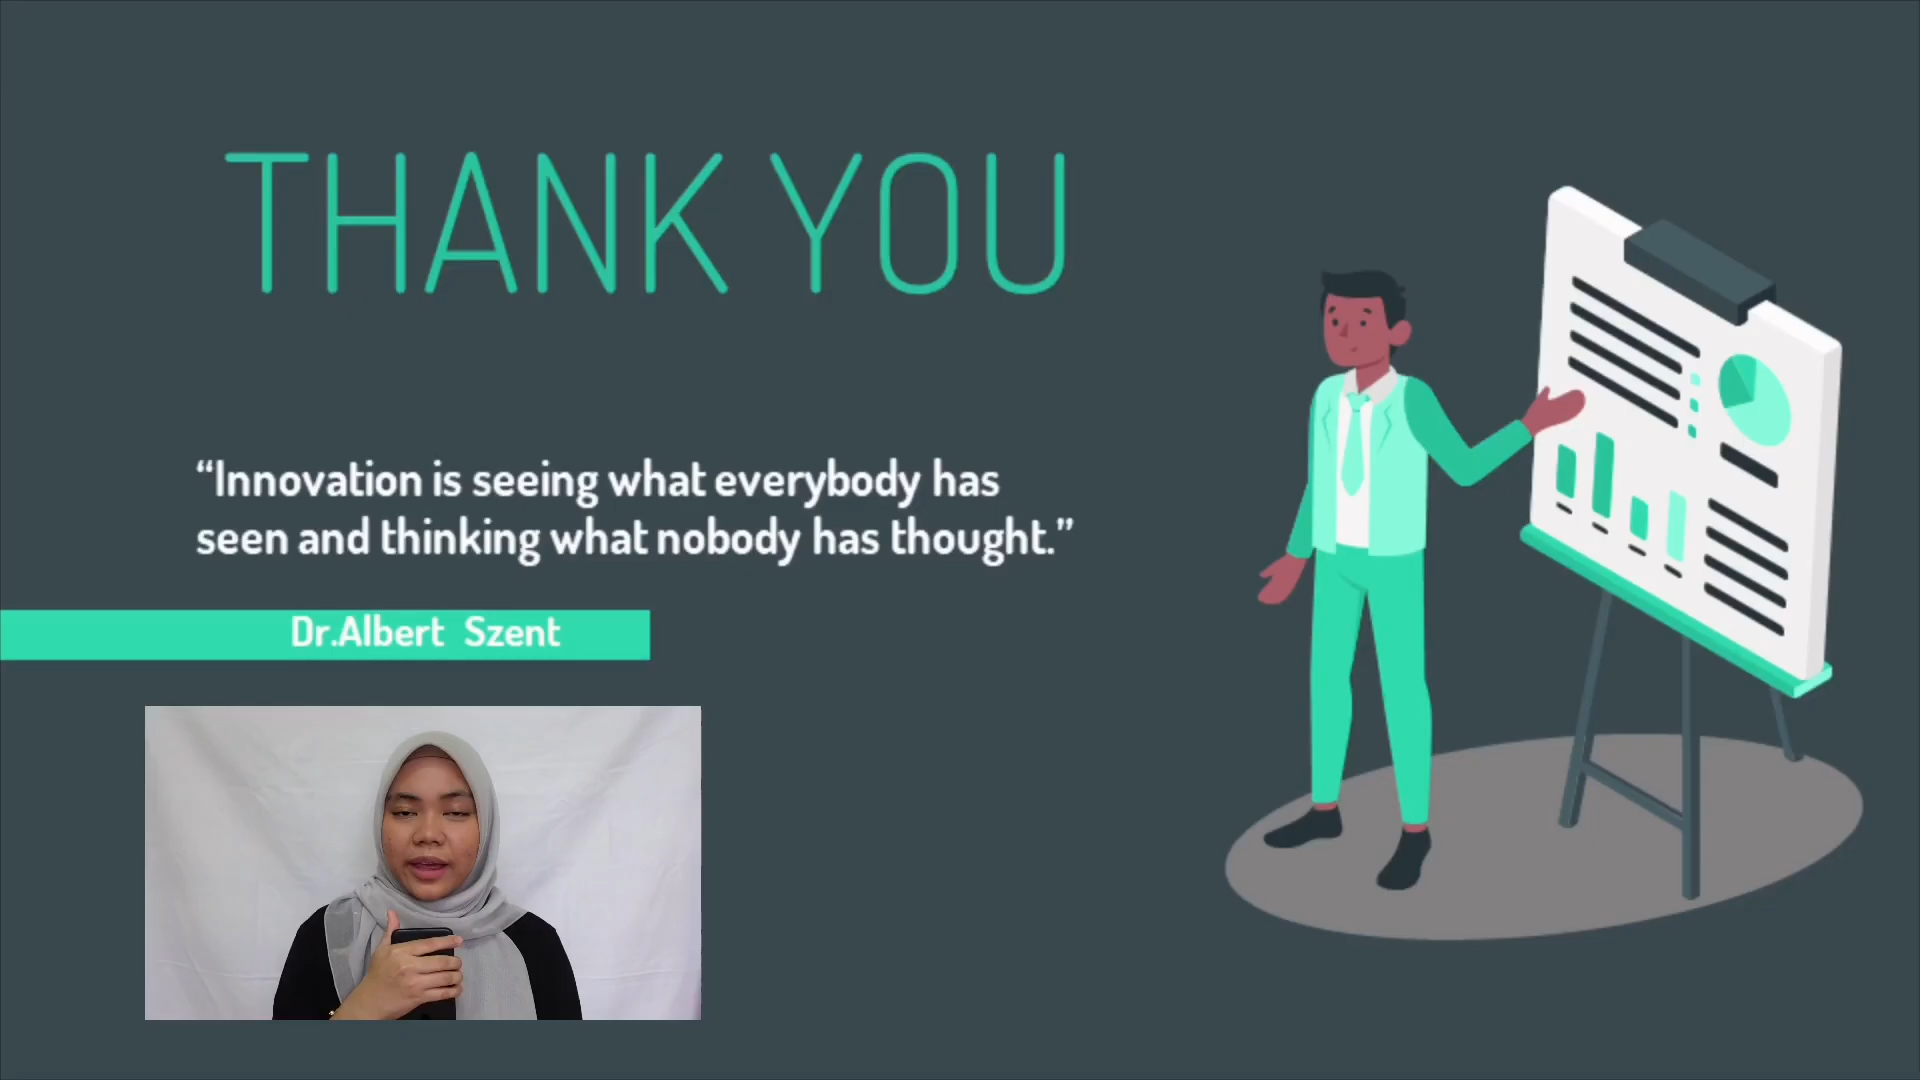 THANK YOU
“Innovation is seeing what everybody has
seen and thinking what nobody has thought.”
Dr.Albert Szent